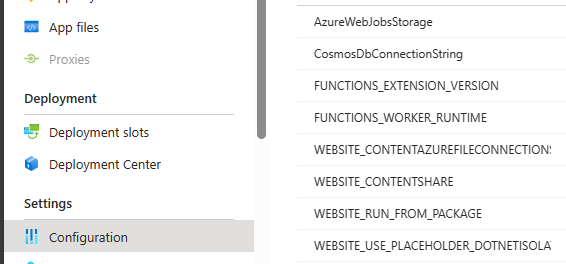 App files
Proxies
Deployment
Deployment slots
Deployment Center
Settings
Configuration
AzureWebJobsStorage
CosmosDbConnectionString
FUNCTIONS_EXTENSION_VERSION
FUNCTIONS_WORKER_RUNTIME
WEBSITE_CONTENTAZUREFILECONNECTIONS
WEBSITE_CONTENTSHARE
WEBSITE_RUN_FROM_PACKAGE
WEBSITE_USE_PLACEHOLDER_DOTNETISOLA